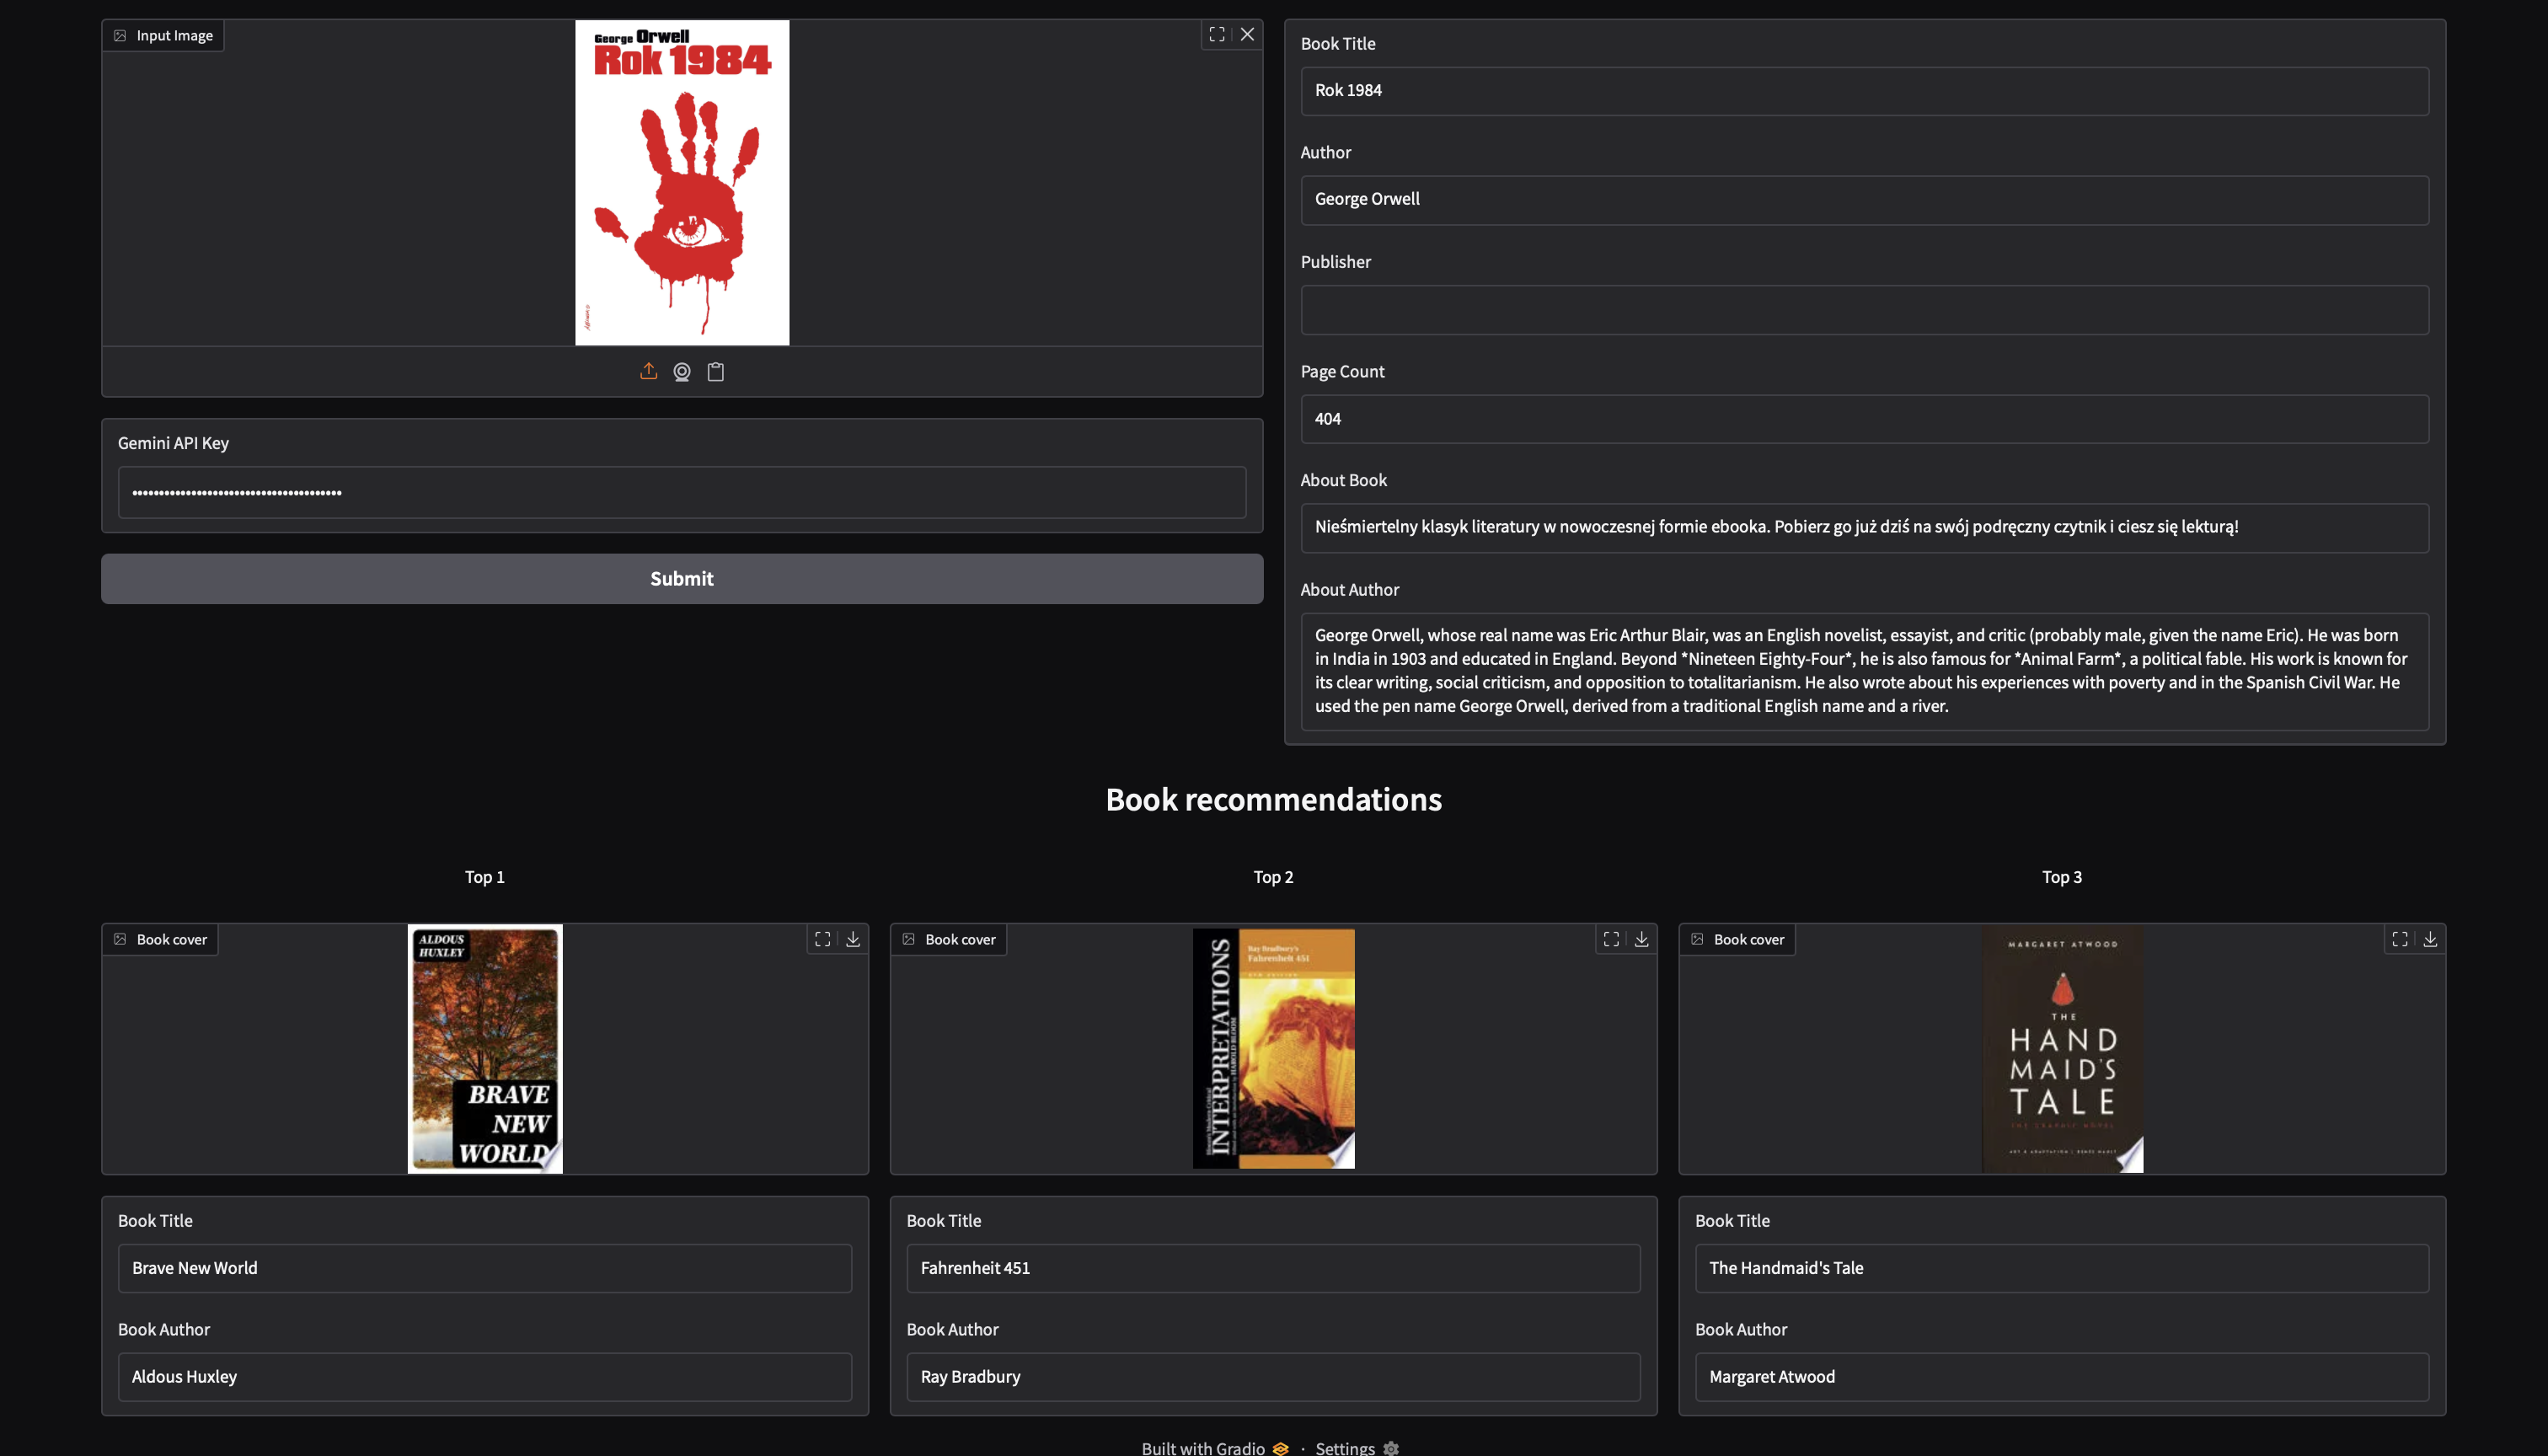 Input Image
George Orwell
Rok 1984
Gemini API Key
••••••••••••••••••••••••••••••••••••••••
Submit
Book Title
Rok 1984
Author
George Orwell
Publisher
Page Count
404
About Book
Nieśmiertelny klasyk literatury w nowoczesnej formie ebooka. Pobierz go już dziś na swój podręczny czytnik i ciesz się lekturą!
About Author
George Orwell, whose real name was Eric Arthur Blair, was an English novelist, essayist, and critic (probably male, given the name Eric). He was born
in India in 1903 and educated in England. Beyond *Nineteen Eighty-Four*, he is also famous for *Animal Farm*, a political fable. His work is known for
its clear writing, social criticism, and opposition to totalitarianism. He also wrote about his experiences with poverty and in the Spanish Civil War. He
used the pen name George Orwell, derived from a traditional English name and a river.
Book recommendations
Top 1
Book cover
ALDOUS
HUXLEY
BRAVE
NEW
WORLD
Book Title
Brave New World
Book Author
Aldous Huxley
Top 2
Book cover
INTERPRETATIONS
Ray Bradbury's
Fahrenheit 451
Book Title
Fahrenheit 451
Book Author
Ray Bradbury
Top 3
Book cover
MARGARET ATWOOD
THE
HAND
MAID'S
TALE
THE GRAPHIC NOVEL
Book Title
The Handmaid's Tale
Book Author
Margaret Atwood
Built with Gradio · Settings